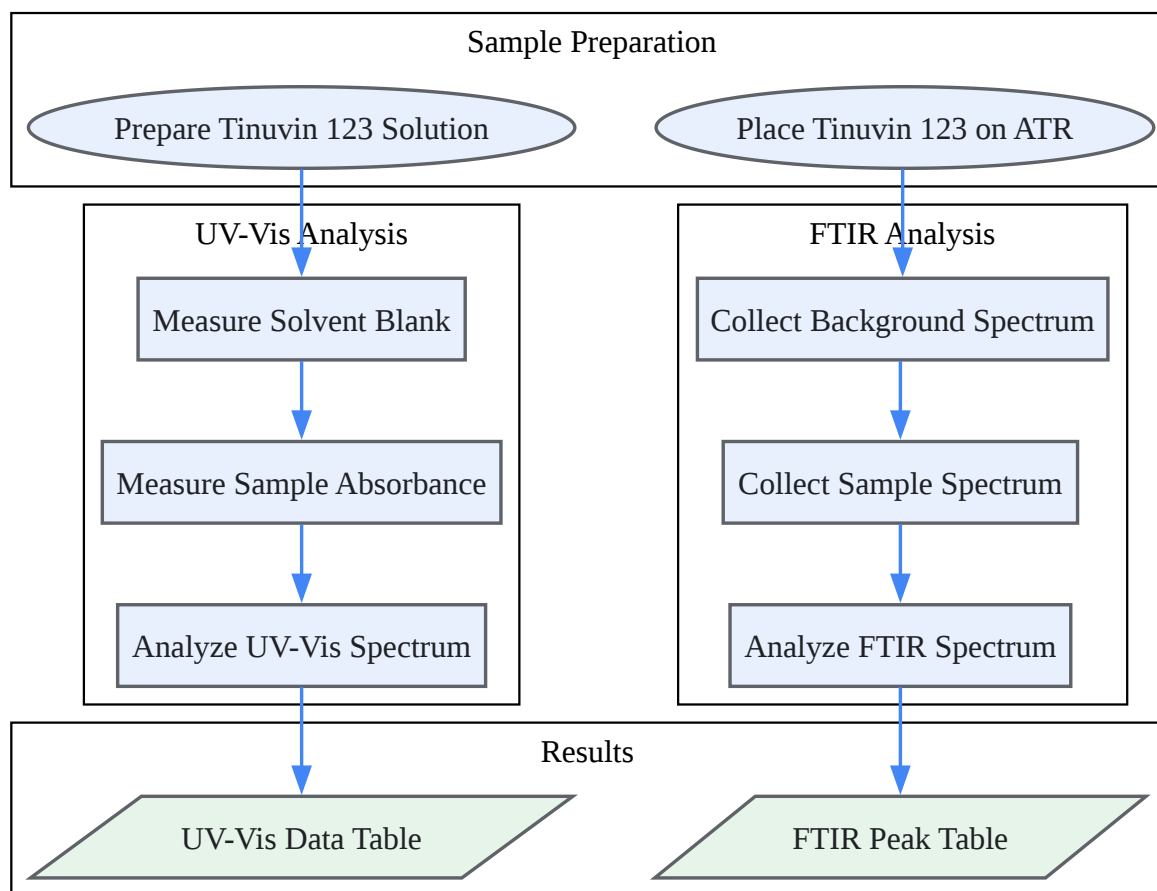 Sample Preparation
Prepare Tinuvin 123 Solution
Place Tinuvin 123 on ATR
UV-Vis Analysis
FTIR Analysis
Measure Solvent Blank
Collect Background Spectrum
Measure Sample Absorbance
Collect Sample Spectrum
Analyze UV-Vis Spectrum
Analyze FTIR Spectrum
Results
UV-Vis Data Table
FTIR Peak Table